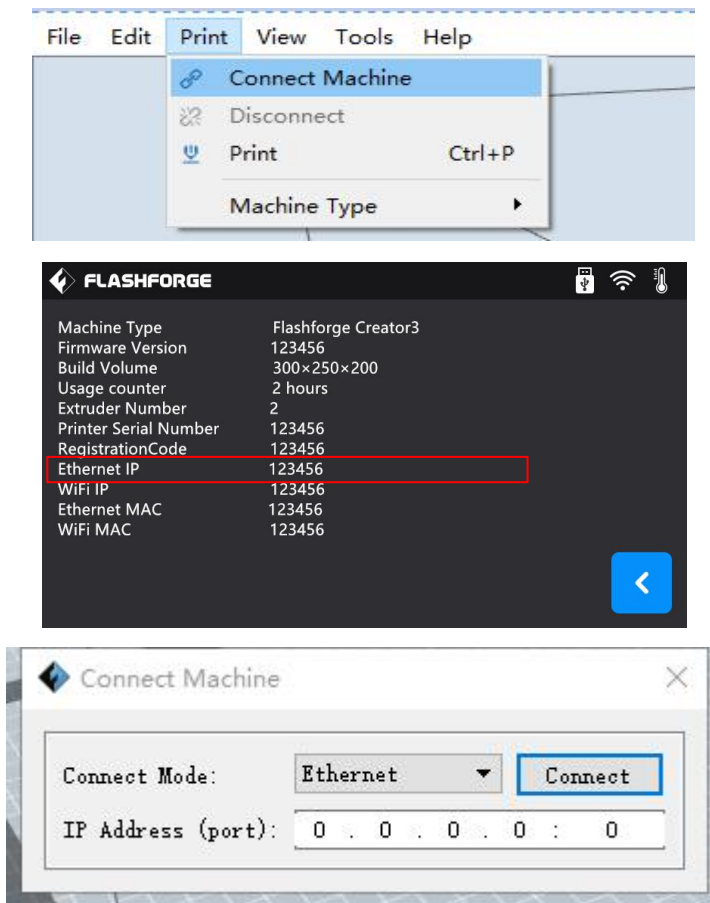 File Edit Print View Tools Help
Connect Machine
Disconnect
Print Ctrl+P
Machine Type
FLASHFORGE
Machine Type Flashforge Creator3
Firmware Version 123456
Build Volume 300×250×200
Usage counter 2 hours
Extruder Number 2
Printer Serial Number 123456
RegistrationCode 123456
Ethernet IP 123456
WiFi IP 123456
Ethernet MAC 123456
WiFi MAC 123456
Connect Machine
Connect Mode: Ethernet Connect
IP Address (port): 0 . 0 . 0 . 0 : 0